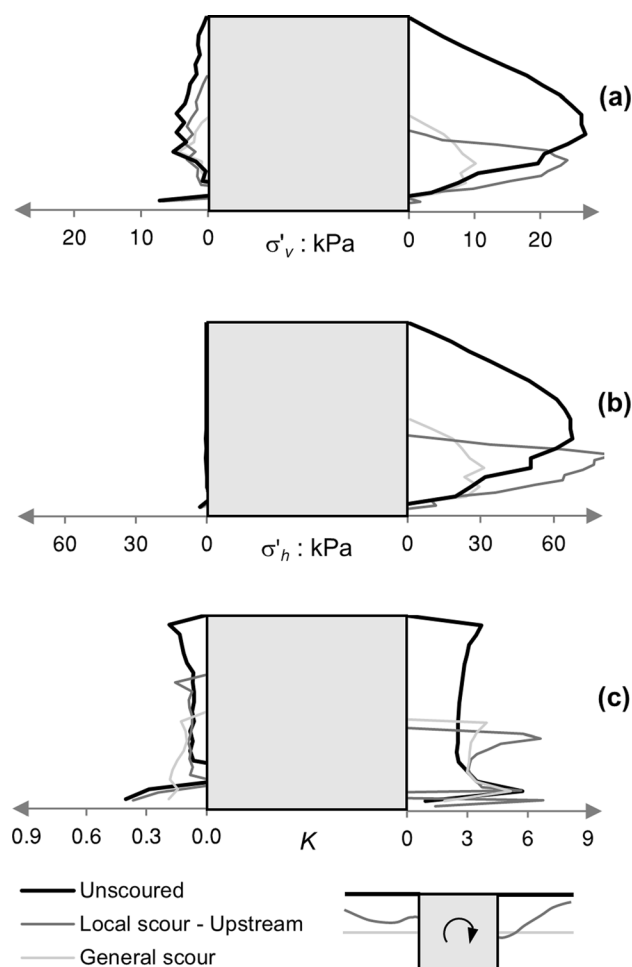 (a)
20 10 0 σ'v : kPa 0 10 20
(b)
60 30 0 σ'h : kPa 0 30 60
(c)
0.9 0.6 0.3 0.0 K 0 3 6 9
Unscoured
Local scour - Upstream
General scour